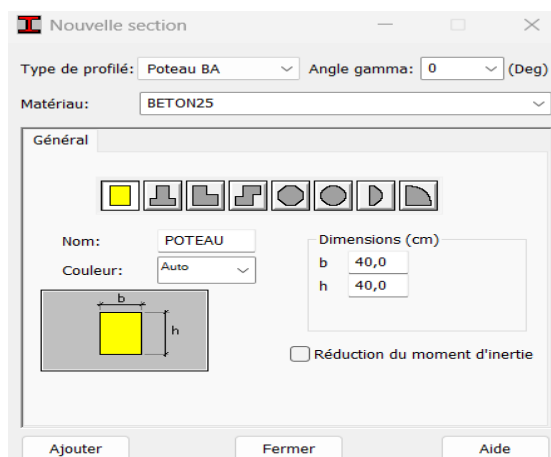 Nouvelle section
Type de profilé: Poteau BA Angle gamma: 0 (Deg)
Matériau: BETON25
Général
Nom: POTEAU
Couleur: Auto
Dimensions (cm)
b 40,0
h 40,0
b
h
Réduction du moment d'inertie
Ajouter Fermer Aide